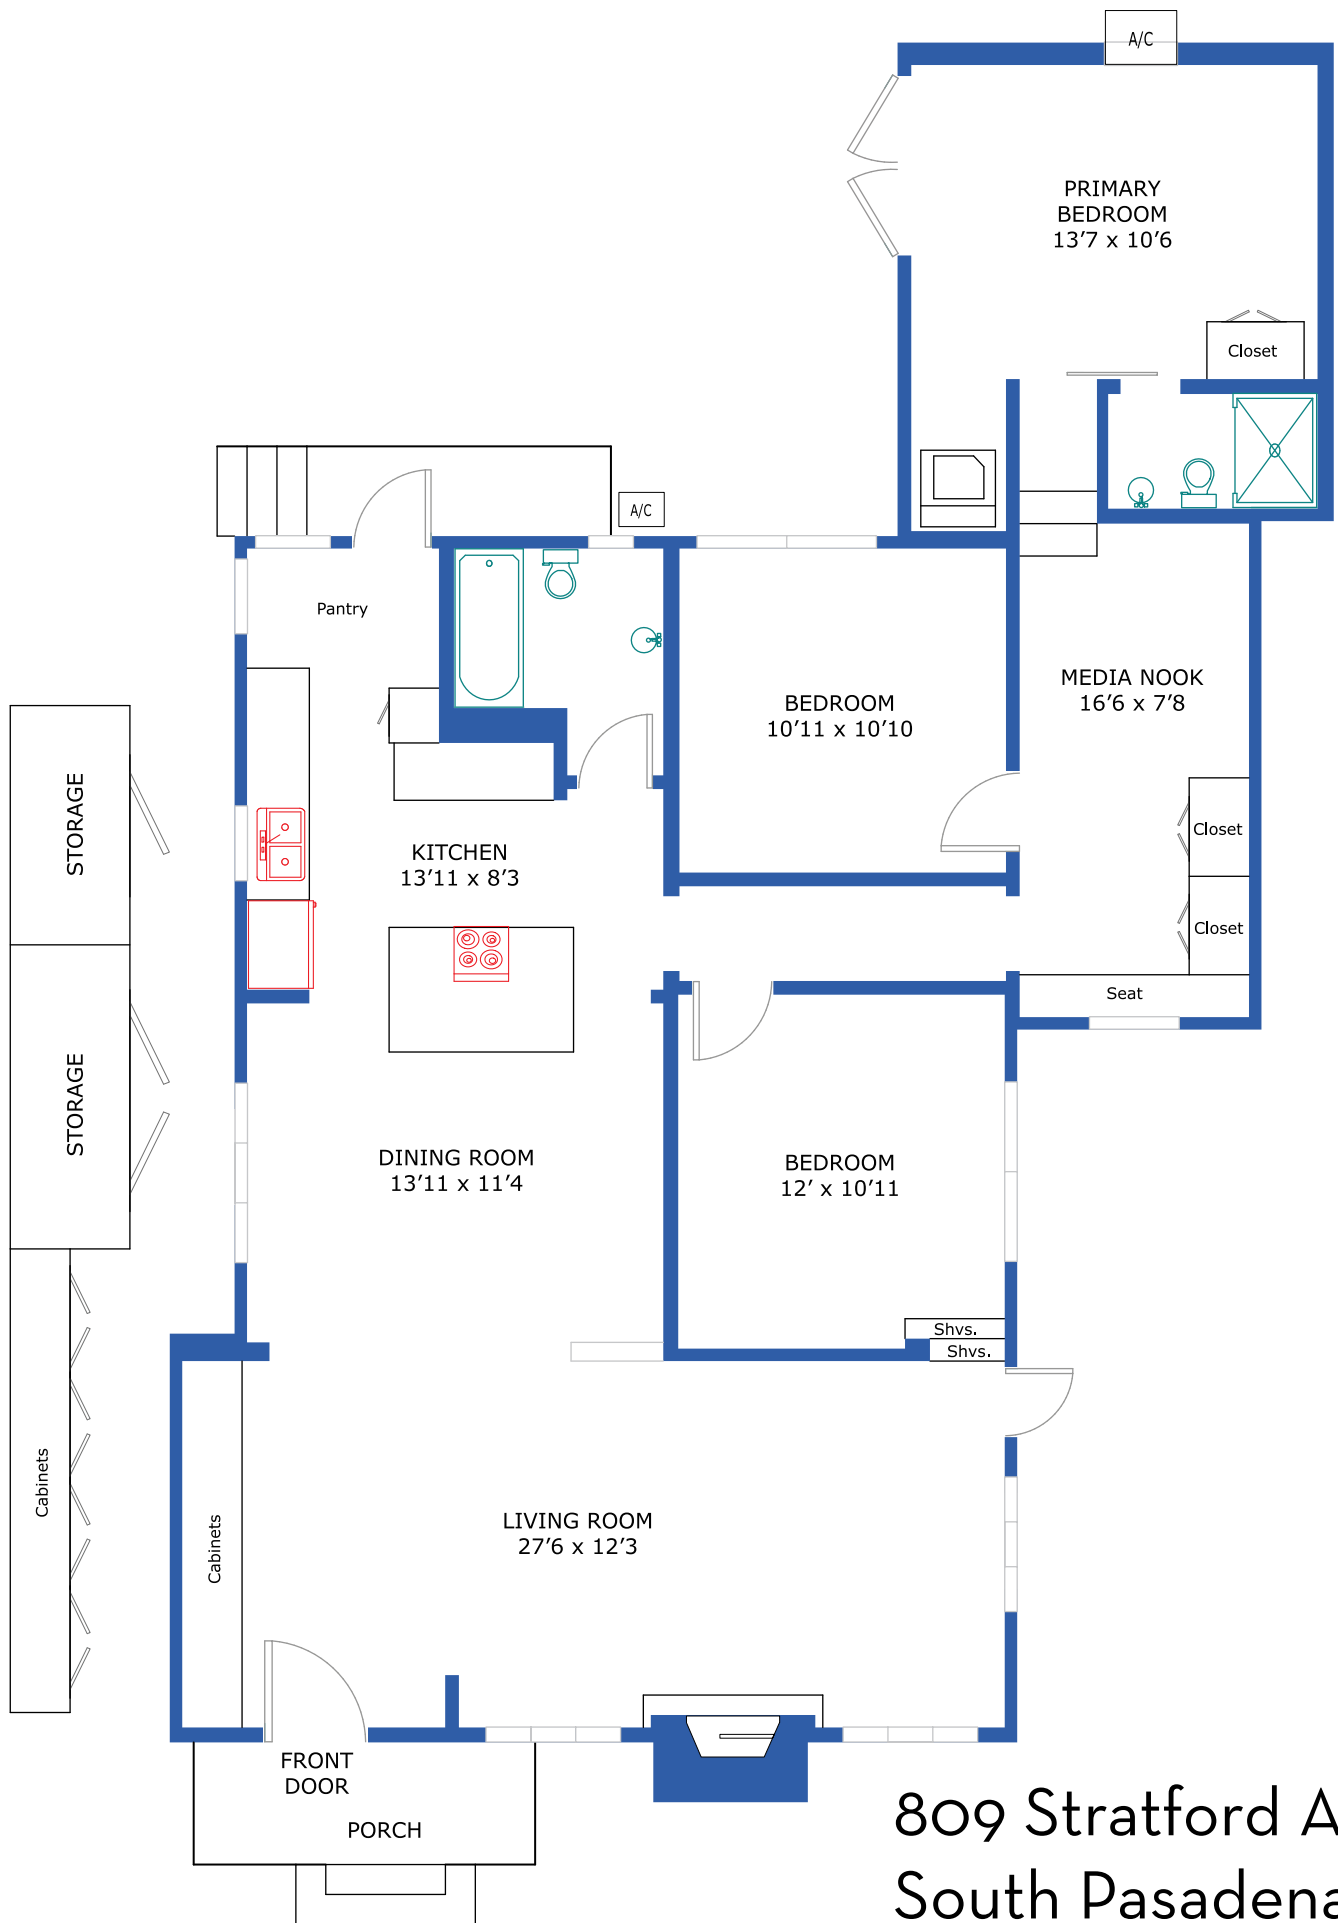 A/C
PRIMARY
BEDROOM
13’7 x 10’6
Closet
A/C
Pantry
BEDROOM
10’11 x 10’10
MEDIA NOOK
16’6 x 7’8
STORAGE
Closet
KITCHEN
13’11 x 8’3
Closet
Seat
STORAGE
DINING ROOM
13’11 x 11’4
BEDROOM
12’ x 10’11
Shvs.
Shvs.
Cabinets
Cabinets
LIVING ROOM
27’6 x 12’3
FRONT
DOOR
PORCH
809 Stratford A
South Pasadena